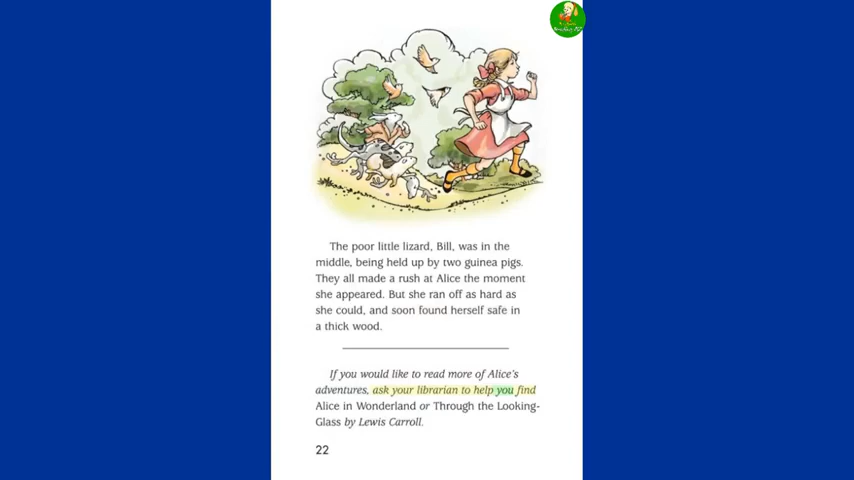 The poor little lizard, Bill, was in the
middle, being held up by two guinea pigs.
They all made a rush at Alice the moment
she appeared. But she ran off as hard as
she could, and soon found herself safe in
a thick wood.
If you would like to read more of Alice's
adventures, ask your librarian to help you find
Alice in Wonderland or Through the Looking-
Glass by Lewis Carroll.
22